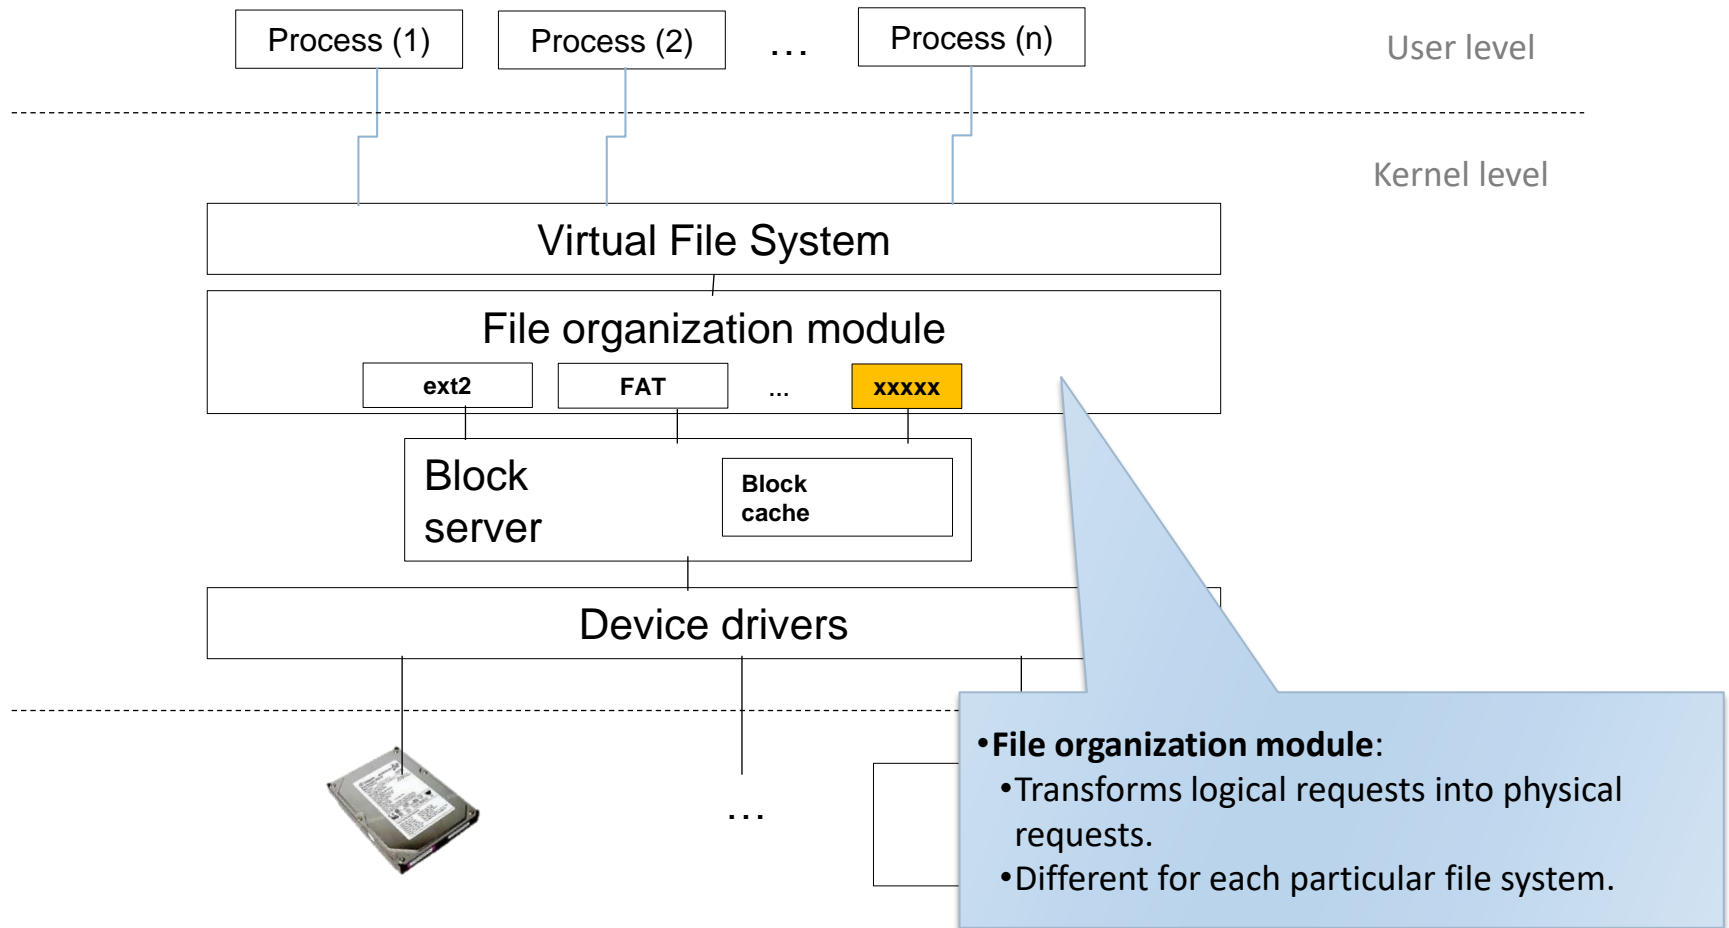 Process (1)
Process (2)
...
Process (n)
User level
Kernel level
Virtual File System
File organization module
ext2
FAT
...
xxxxx
Block
server
Block
cache
Device drivers
...
•File organization module:
•Transforms logical requests into physical
requests.
•Different for each particular file system.